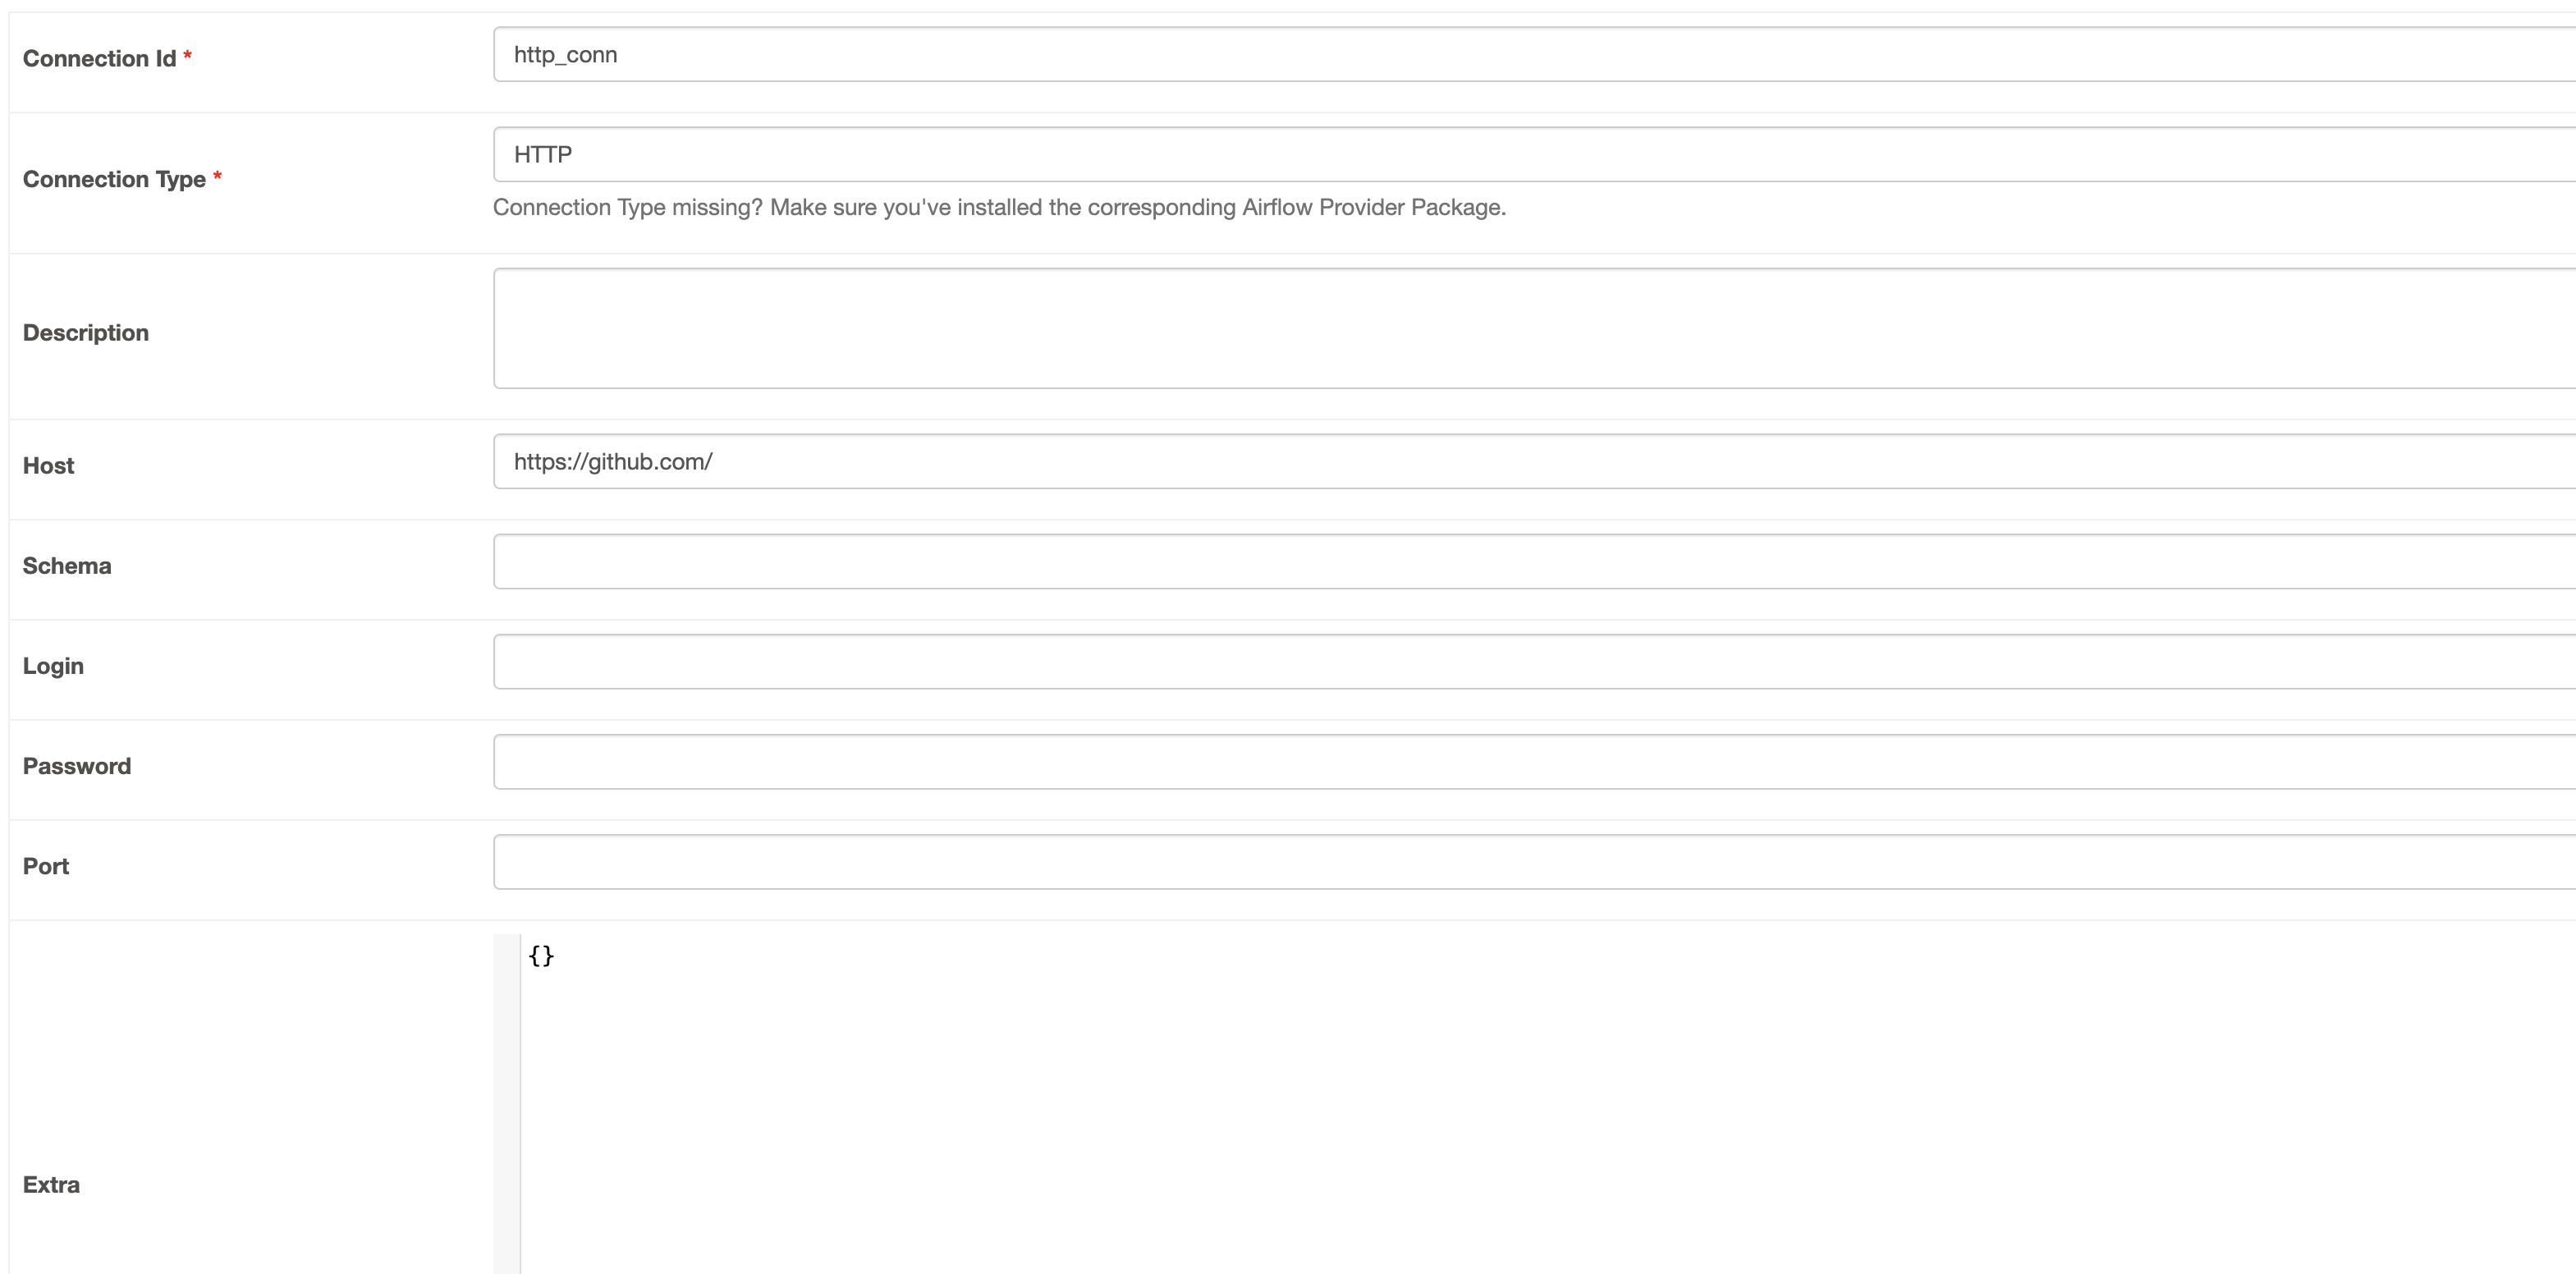 Connection Id *
http_conn
Connection Type *
HTTP
Connection Type missing? Make sure you've installed the corresponding Airflow Provider Package.
Description
Host
https://github.com/
Schema
Login
Password
Port
Extra
{}